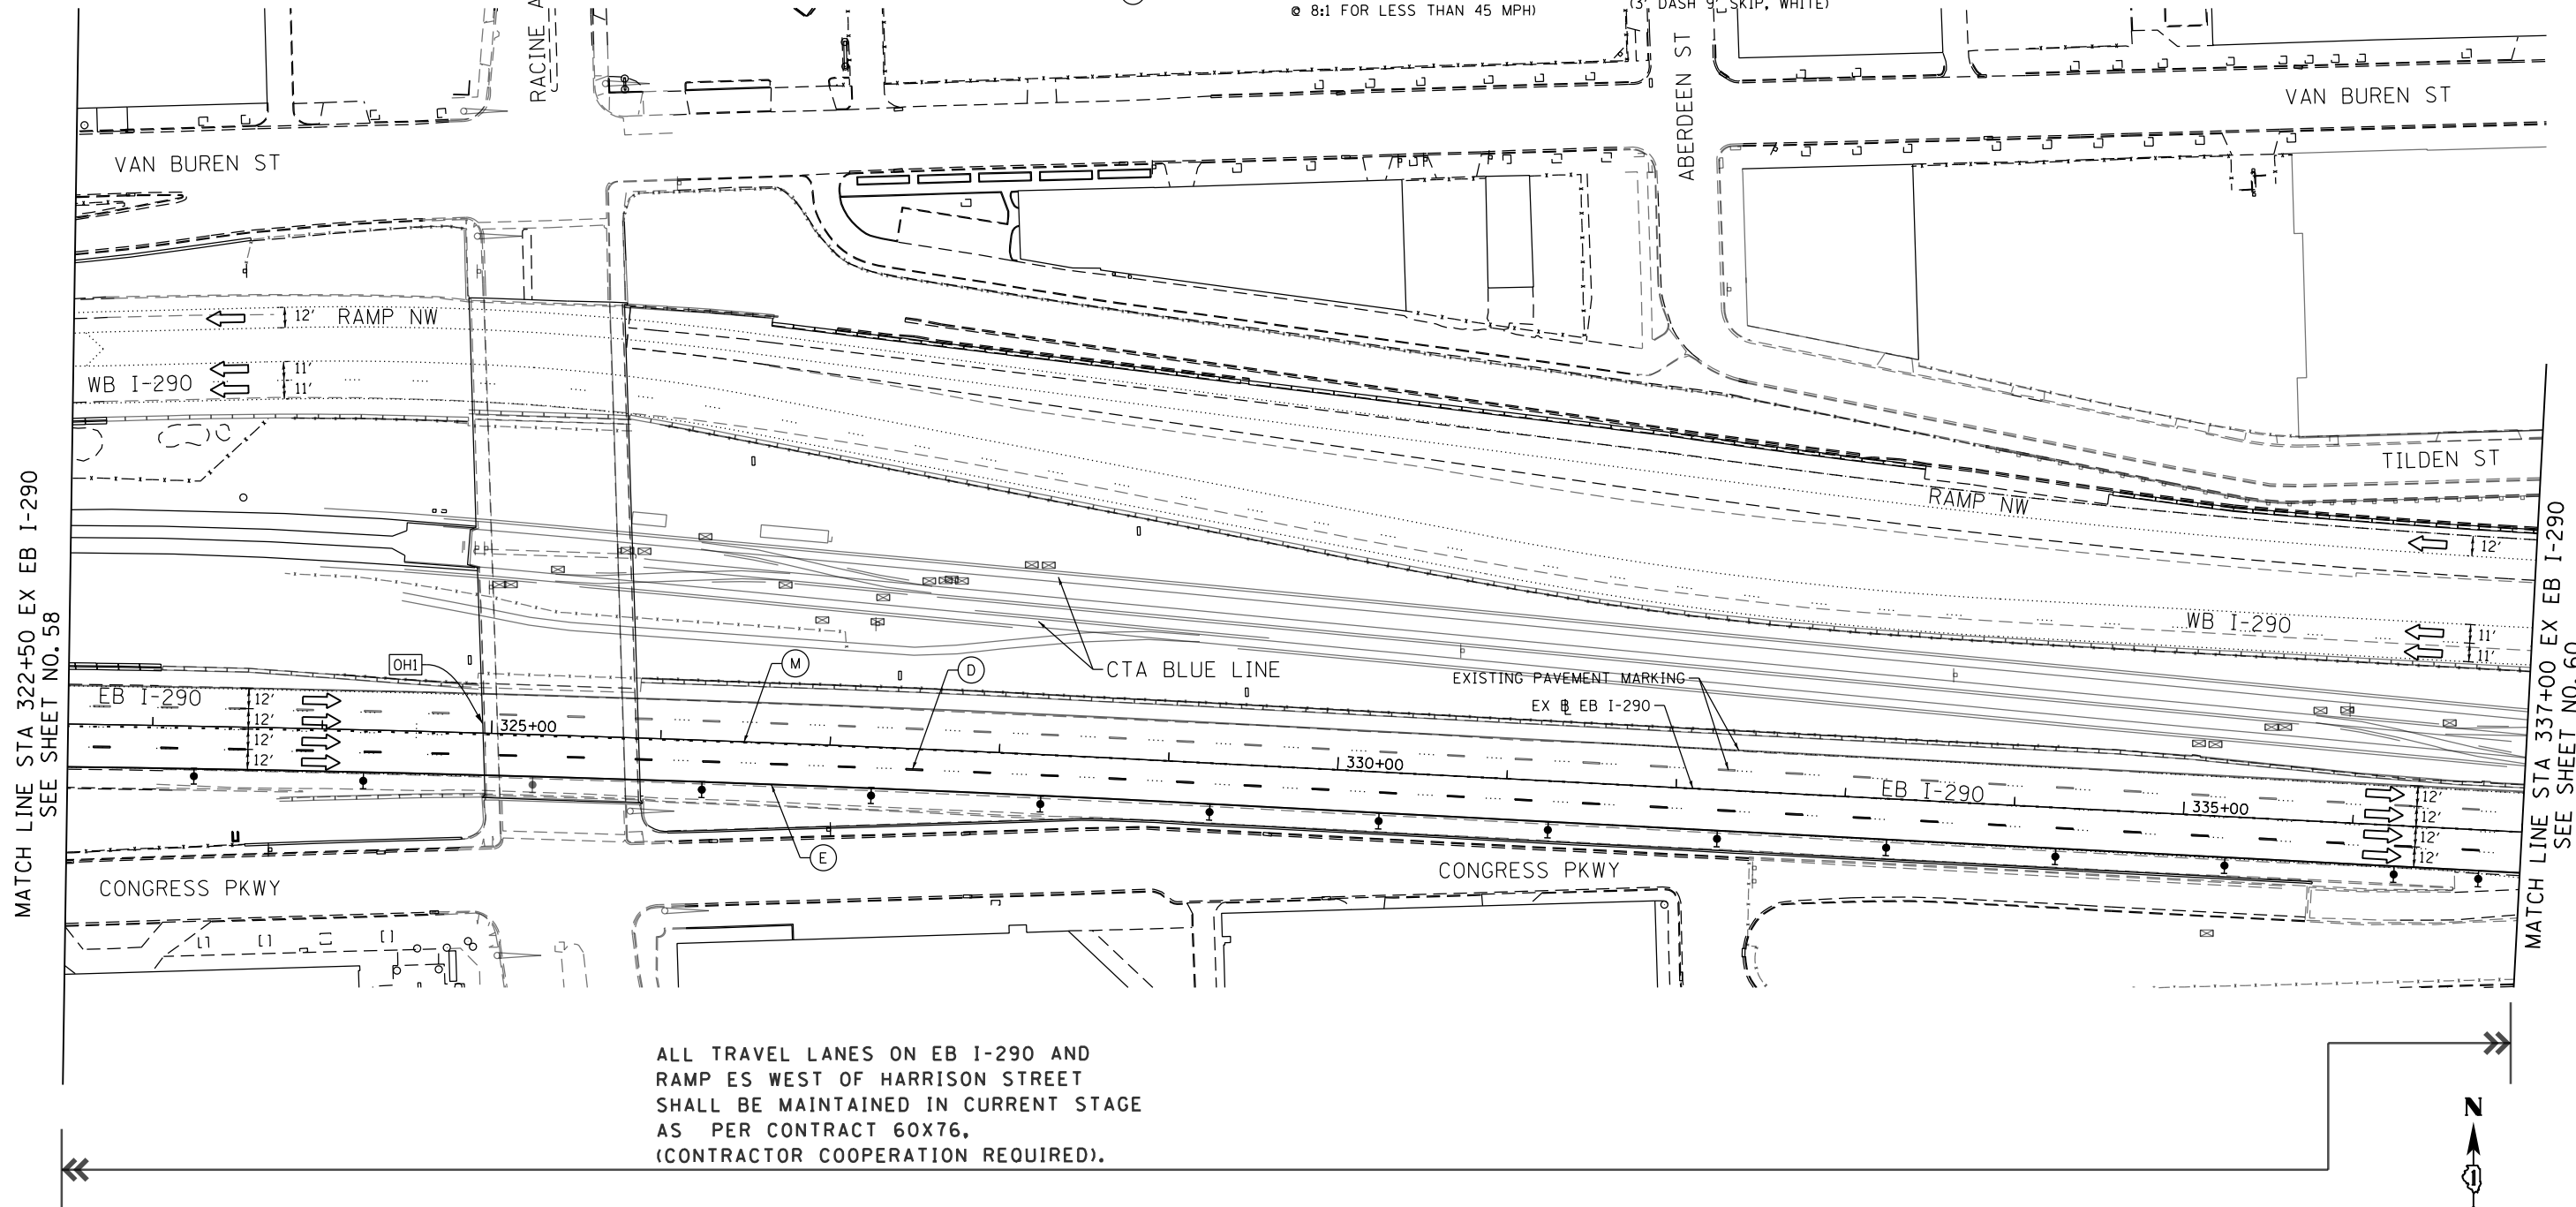 @ 8:1 FOR LESS THAN 45 MPH)
(3' DASH 9' SKIP, WHITE)
RACINE A
ABERDEEN ST
VAN BUREN ST
VAN BUREN ST
12'
RAMP NW
11'
WB I-290
11'
TILDEN ST
RAMP NW
12'
WB I-290
11'
11'
MATCH LINE STA 322+50 EX EB I-290
SEE SHEET NO. 58
MATCH LINE STA 337+00 EX EB I-290
SEE SHEET NO. 60
OH1
M
D
CTA BLUE LINE
EXISTING PAVEMENT MARKING
EX B EB I-290
EB I-290
12'
12'
12'
12'
325+00
330+00
EB I-290
335+00
12'
12'
12'
12'
E
CONGRESS PKWY
CONGRESS PKWY
ALL TRAVEL LANES ON EB I-290 AND
RAMP ES WEST OF HARRISON STREET
SHALL BE MAINTAINED IN CURRENT STAGE
AS PER CONTRACT 60X76,
(CONTRACTOR COOPERATION REQUIRED).
N